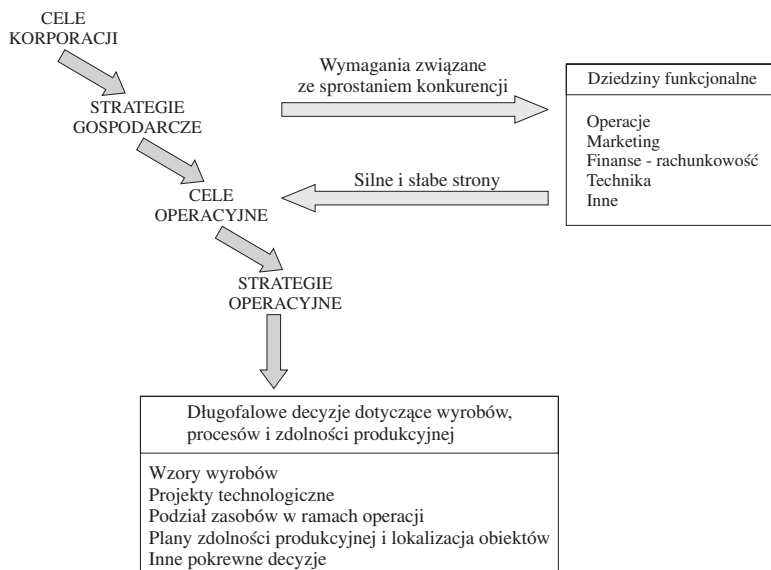 CELE
KORPORACJI
STRATEGIE
GOSPODARCZE
CELE
OPERACYJNE
STRATEGIE
OPERACYJNE
Wymagania związane
ze sprostaniem konkurencji
Silne i słabe strony
Dziedziny funkcjonalne
Operacje
Marketing
Finanse - rachunkowość
Technika
Inne
Długofalowe decyzje dotyczące wyrobów,
procesów i zdolności produkcyjnej
Wzory wyrobów
Projekty technologiczne
Podział zasobów w ramach operacji
Plany zdolności produkcyjnej i lokalizacja obiektów
Inne pokrewne decyzje